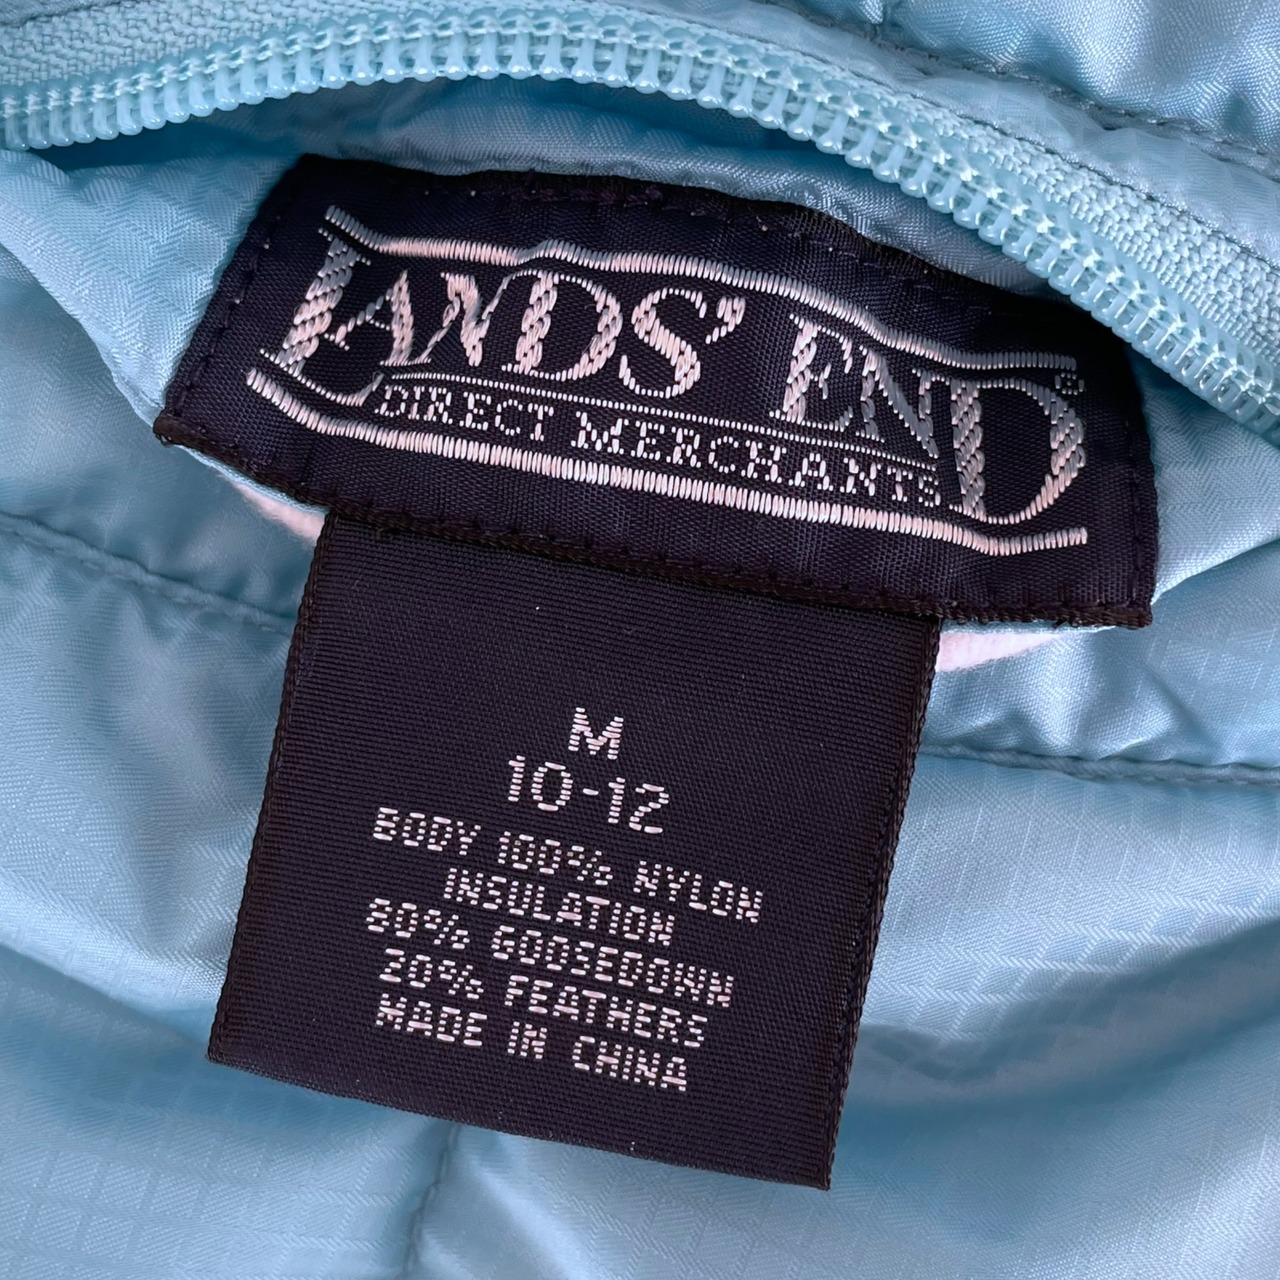 LANDS' END®
DIRECT MERCHANTS
M
10-12
BODY 100% NYLON
INSULATION
80% GOOSEDOWN
20% FEATHERS
MADE IN CHINA